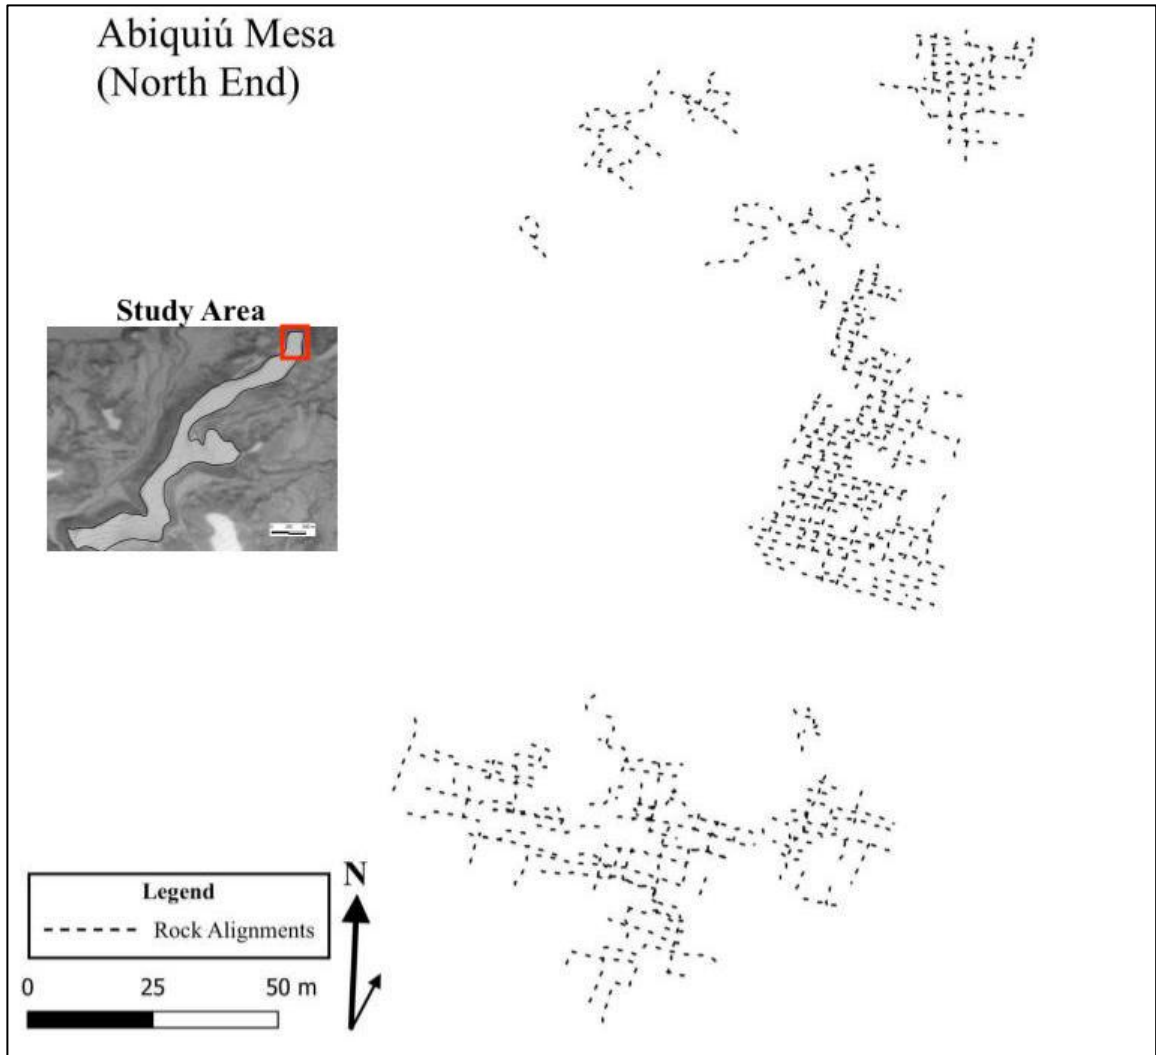 Abiquiú Mesa
(North End)
Study Area
N
Legend
Rock Alignments
0 25 50 m